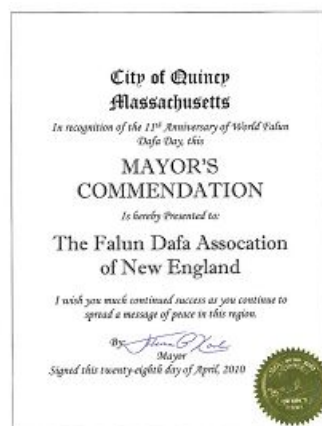 City of Quincy
Massachusetts
In recognition of the 11th Anniversary of World Falun
Dafa Day, this
MAYOR'S
COMMENDATION
Is hereby Presented to:
The Falun Dafa Assocation
of New England
I wish you much continued success as you continue to
spread a message of peace in this region.
By:
Mayor
Signed this twenty-eighth day of April, 2010